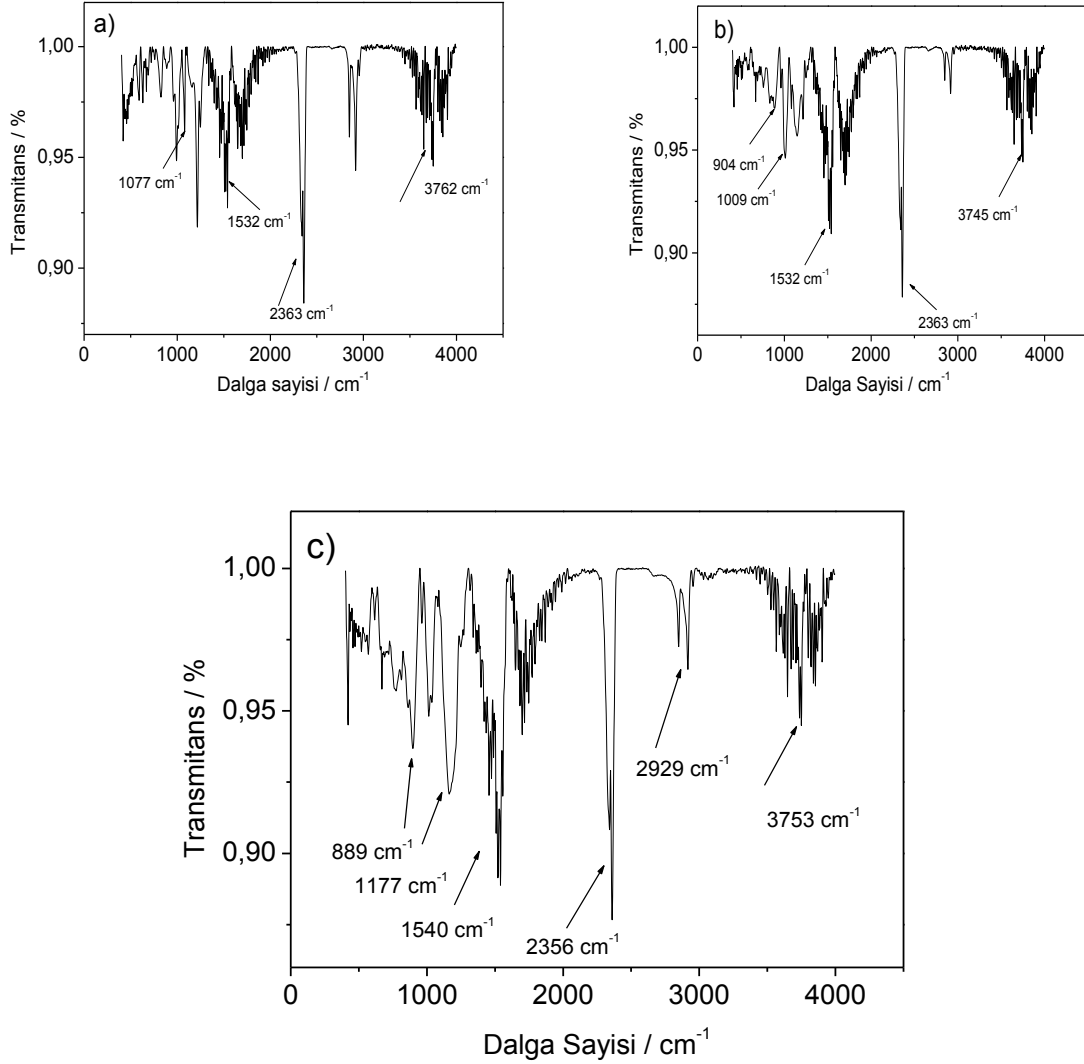 a)
1,00
0,95
0,90
Transmitans / %
1077 cm-1
1532 cm-1
2363 cm-1
3762 cm-1
0 1000 2000 3000 4000
Dalga sayisi / cm-1
b)
1,00
0,95
0,90
Transmitans / %
904 cm-1
1009 cm-1
1532 cm-1
2363 cm-1
3745 cm-1
0 1000 2000 3000 4000
Dalga Sayisi / cm-1
c)
1,00
0,95
0,90
Transmitans / %
889 cm-1
1177 cm-1
1540 cm-1
2356 cm-1
2929 cm-1
3753 cm-1
0 1000 2000 3000 4000
Dalga Sayisi / cm-1